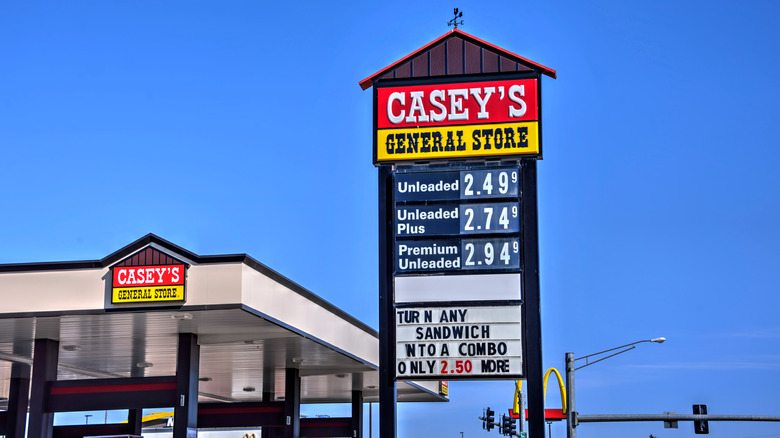 CASEY'S
GENERAL STORE
Unleaded 2.49 9
Unleaded Plus 2.74 9
Premium Unleaded 2.94 9
TUR N ANY
SANDWICH
NTO A COMBO
O NLY 2.50 MORE
CASEY'S
GENERAL STORE